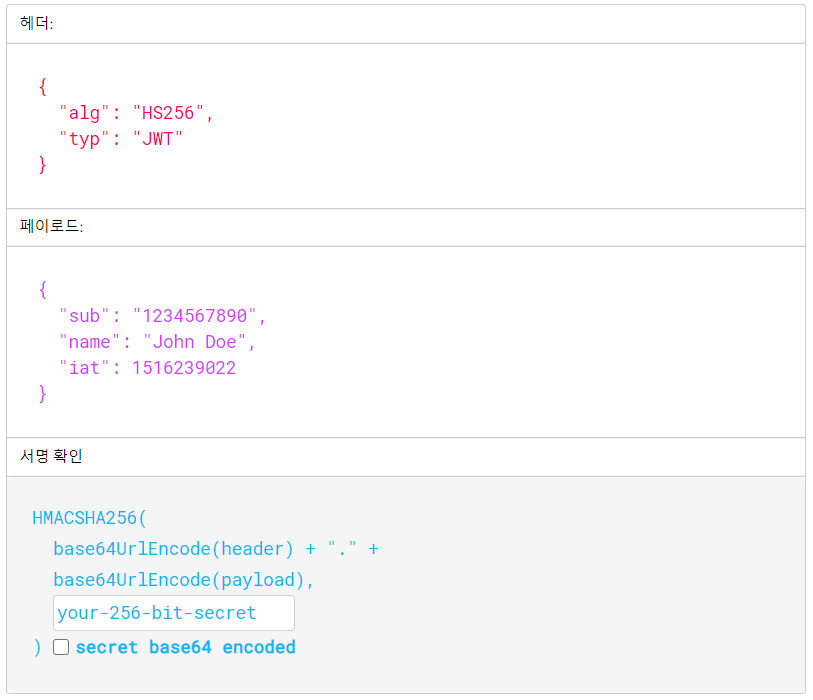 헤더:
{
"alg": "HS256",
"typ": "JWT"
}
페이로드:
{
"sub": "1234567890",
"name": "John Doe",
"iat": 1516239022
}
서명 확인
HMACSHA256(
base64UrlEncode(header) + "." +
base64UrlEncode(payload),
your-256-bit-secret
) secret base64 encoded